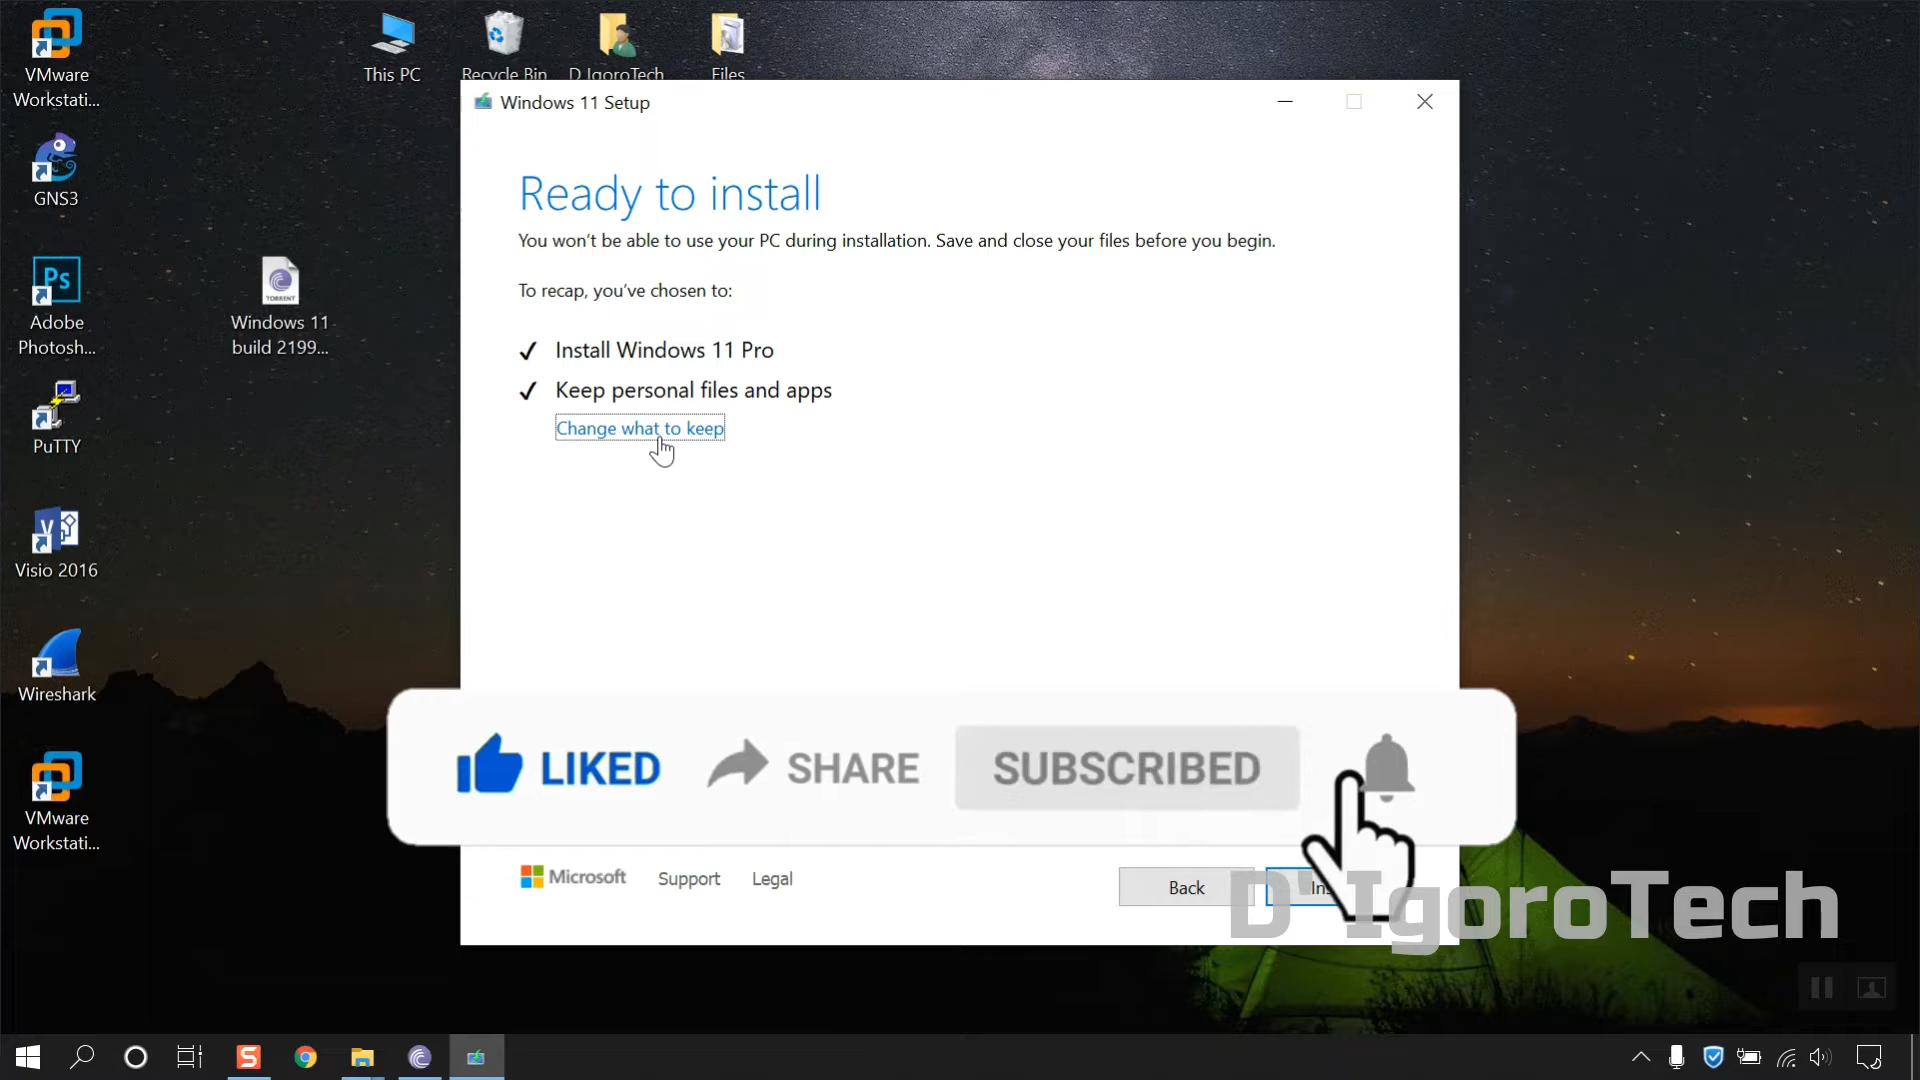 VMware
Workstati...
This PC
Recycle Bin
D IgoroTech
Files
GNS3
Ps
Adobe
Photosh...
TORRENT
Windows 11
build 2199...
PuTTY
V
Visio 2016
Wireshark
VMware
Workstati...
Windows 11 Setup
Ready to install
You won't be able to use your PC during installation. Save and close your files before you begin.
To recap, you've chosen to:
✓ Install Windows 11 Pro
✓ Keep personal files and apps
Change what to keep
LIKED SHARE SUBSCRIBED
Microsoft Support Legal
Back
D' IgoroTech
S